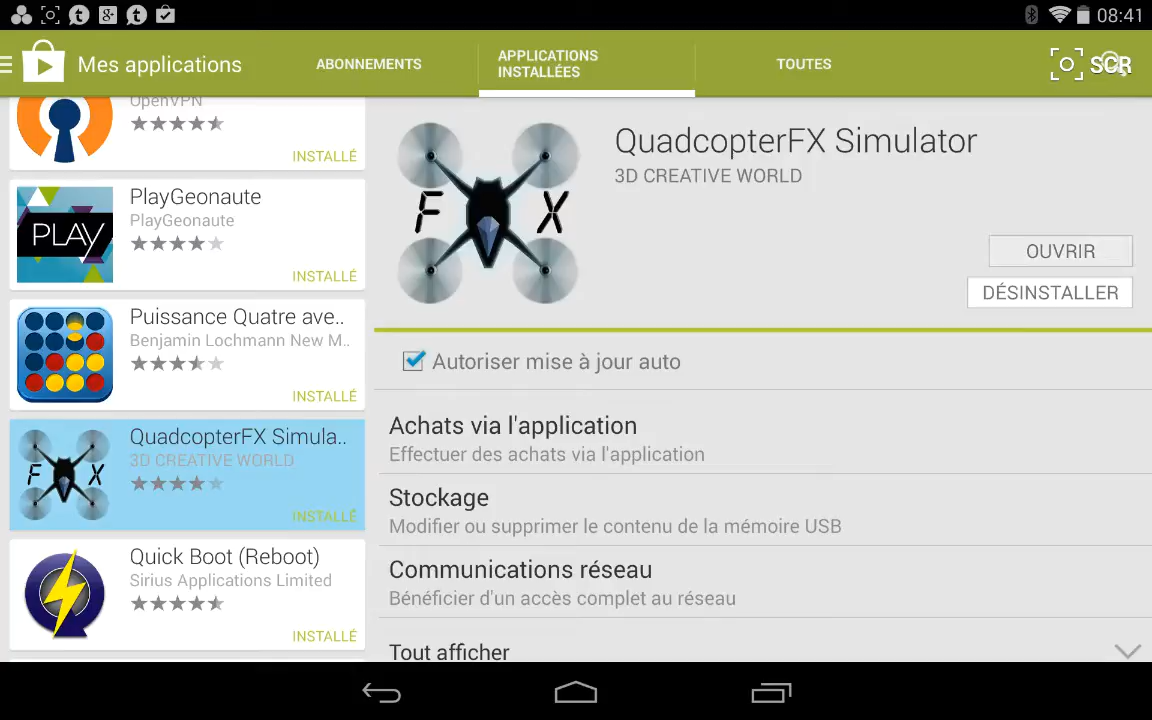 08:41
Mes applications
ABONNEMENTS
APPLICATIONS
INSTALLÉES
TOUTES
SCR
OpenVPN
INSTALLÉ
PLAY
PlayGeonaute
PlayGeonaute
INSTALLÉ
Puissance Quatre ave..
Benjamin Lochmann New M..
INSTALLÉ
F X
QuadcopterFX Simula..
3D CREATIVE WORLD
INSTALLÉ
Quick Boot (Reboot)
Sirius Applications Limited
INSTALLÉ
F X
QuadcopterFX Simulator
3D CREATIVE WORLD
OUVRIR
DÉSINSTALLER
Autoriser mise à jour auto
Achats via l'application
Effectuer des achats via l'application
Stockage
Modifier ou supprimer le contenu de la mémoire USB
Communications réseau
Bénéficier d'un accès complet au réseau
Tout afficher